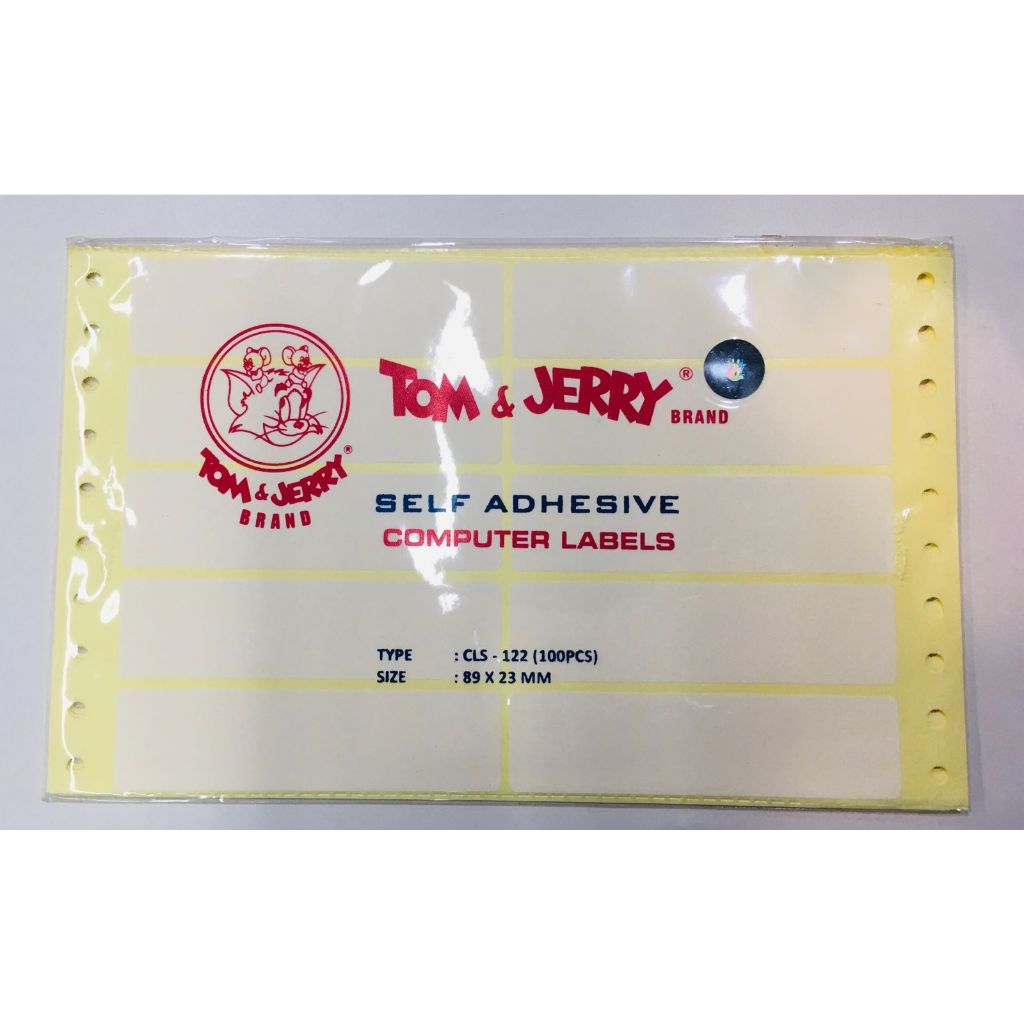 TOM & JERRY ®
BRAND
TOM & JERRY ®
BRAND
SELF ADHESIVE
COMPUTER LABELS
TYPE : CLS - 122 (100PCS)
SIZE : 89 X 23 MM